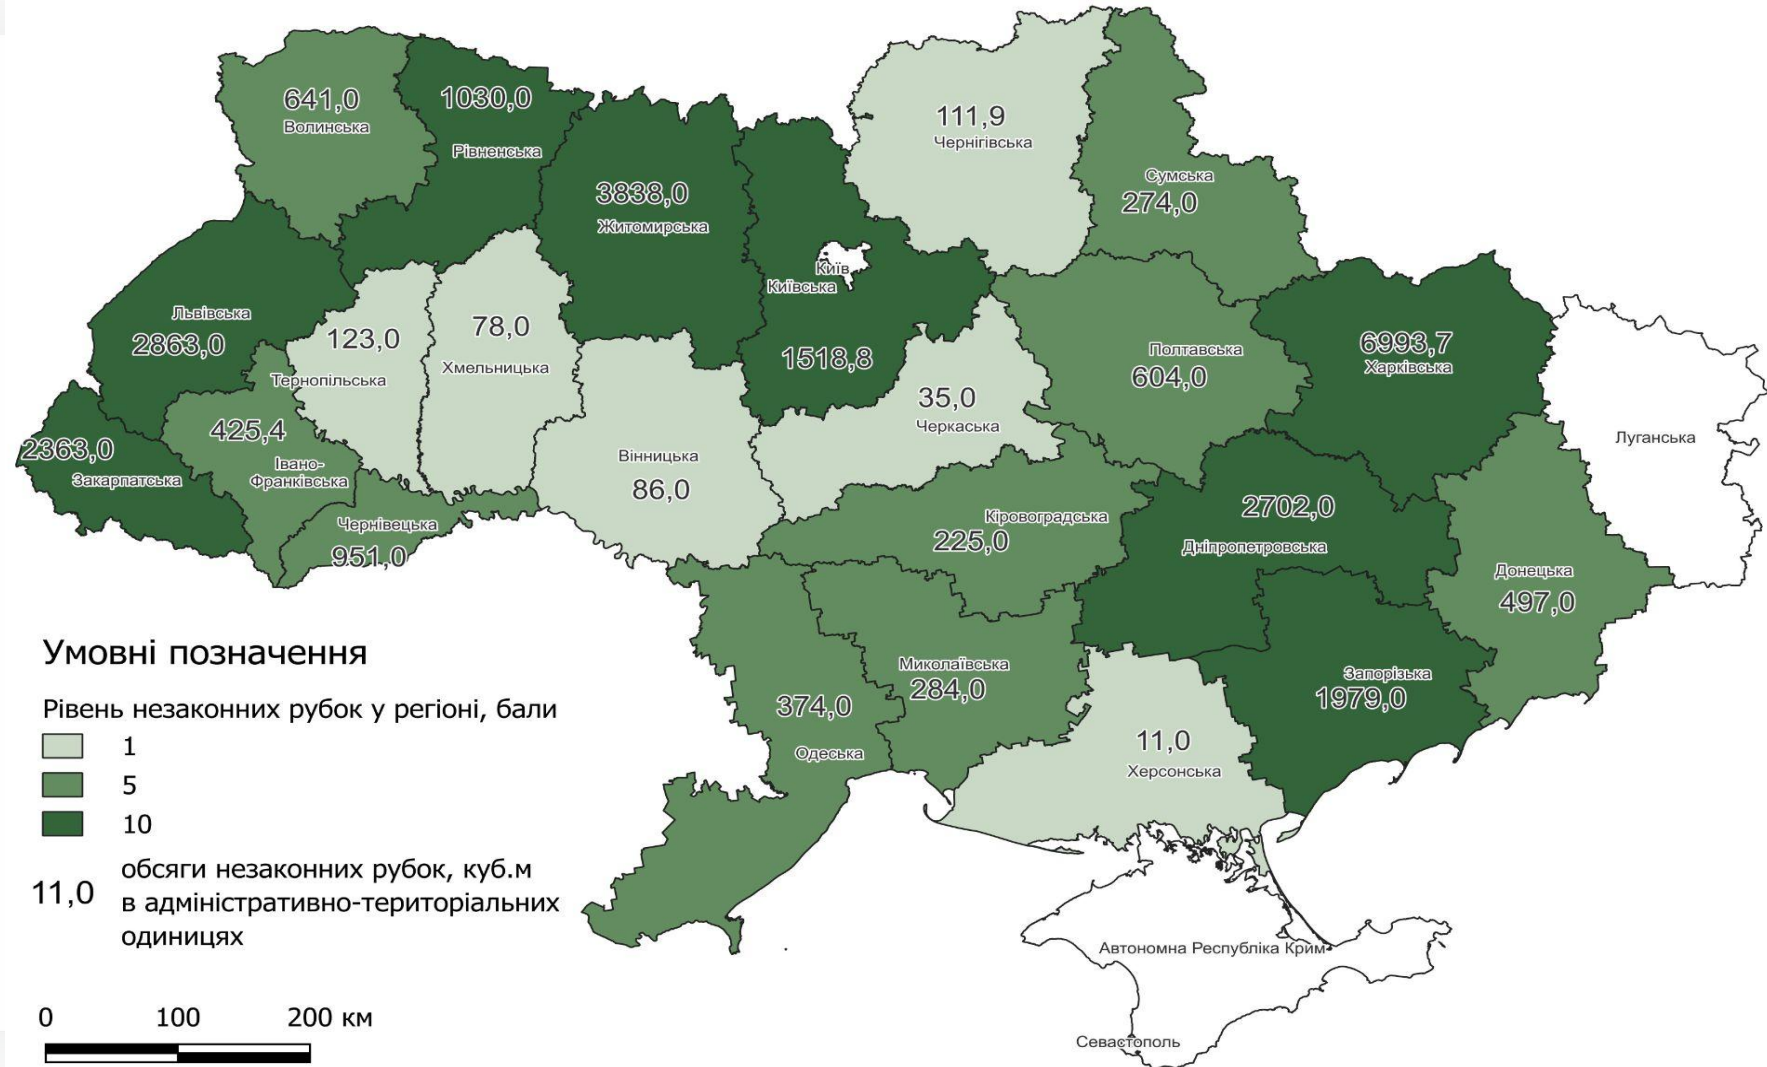 641,0
Волинська
1030,0
Рівненська
3838,0
Житомирська
111,9
Чернігівська
Сумська
274,0
Київ
Київська
1518,8
Львівська
2863,0
123,0
Тернопільська
78,0
Хмельницька
Полтавська
604,0
6993,7
Харківська
Луганська
35,0
Черкаська
2363,0
Закарпатська
425,4
Івано-
Франківська
Вінницька
86,0
Чернівецька
951,0
Кіровоградська
225,0
2702,0
Дніпропетровська
Донецька
497,0
Миколаївська
284,0
374,0
Одеська
Запорізька
1979,0
11,0
Херсонська
Автономна Республіка Крим
Севастополь
Умовні позначення
Рівень незаконних рубок у регіоні, бали
1
5
10
11,0
обсяги незаконних рубок, куб.м
в адміністративно-територіальних
одиницях
0 100 200 км